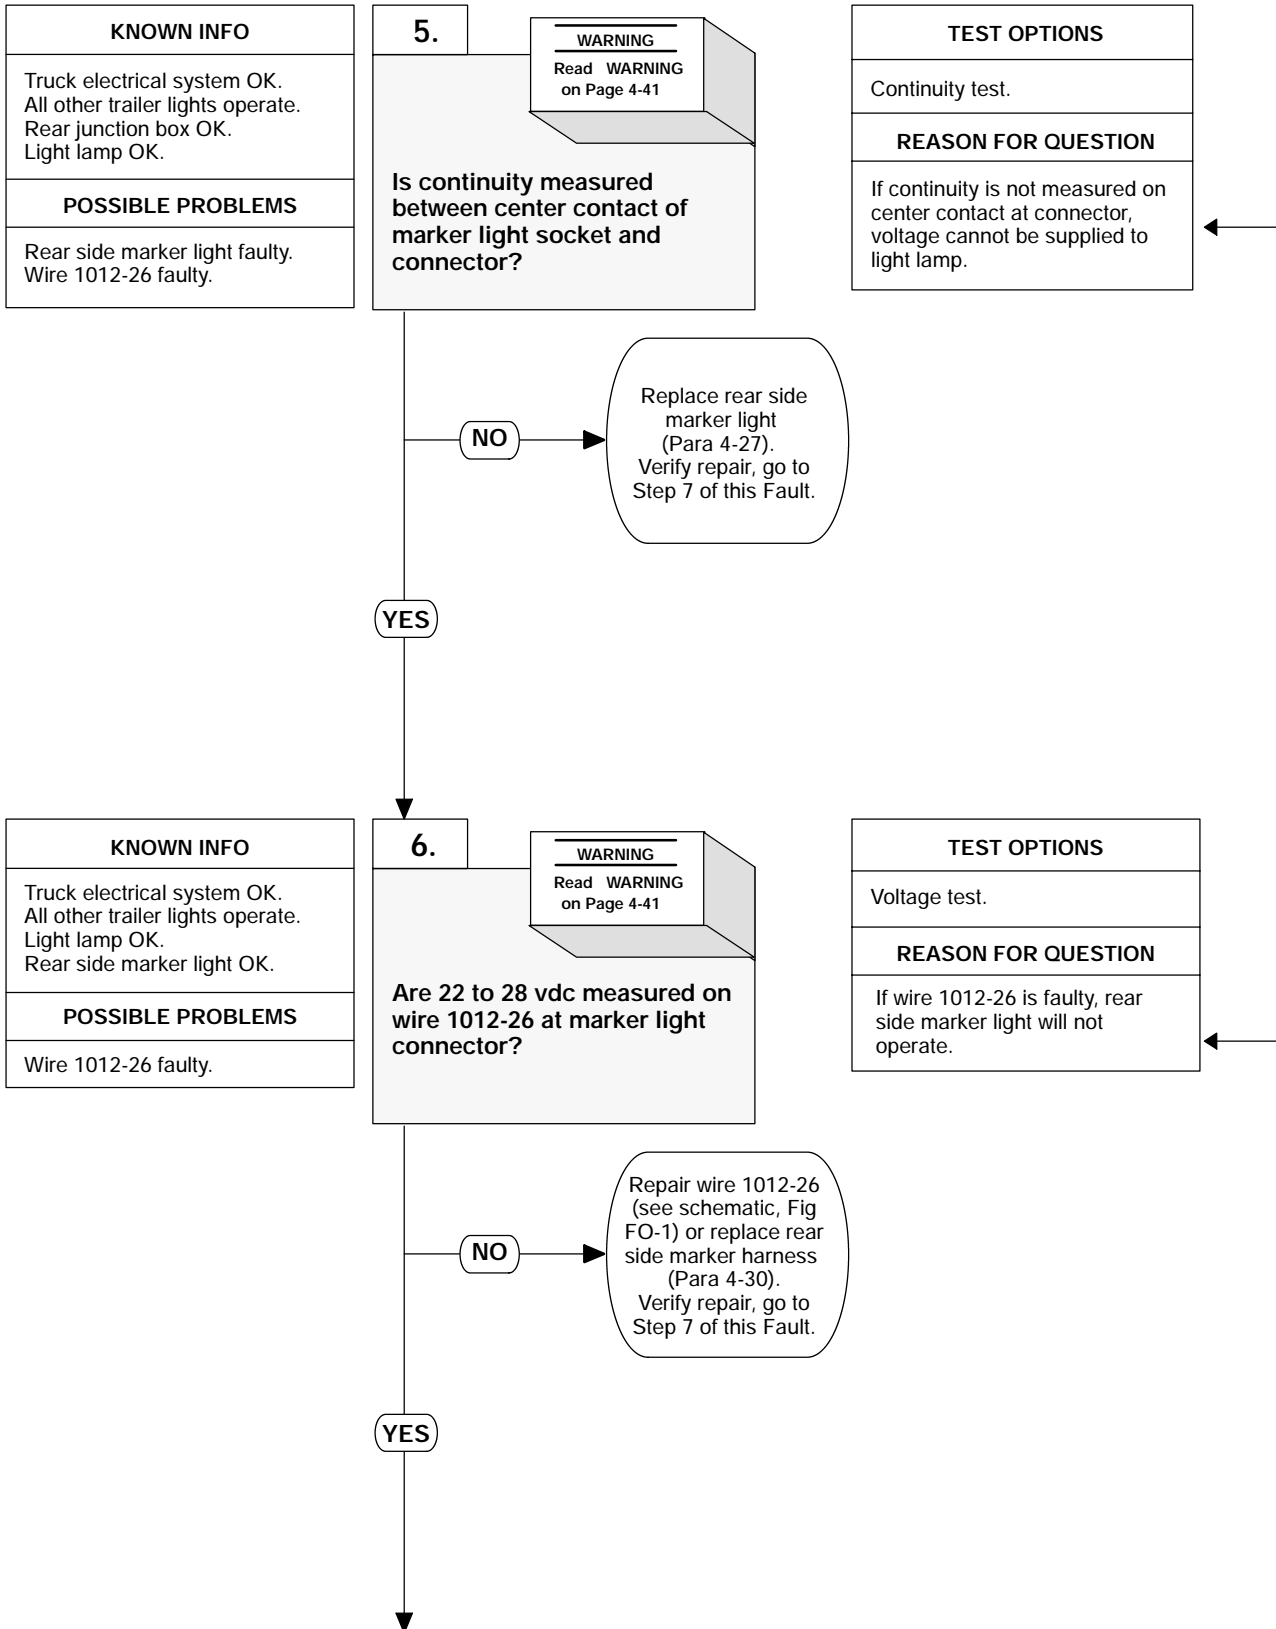 KNOWN INFO
Truck electrical system OK.
All other trailer lights operate.
Rear junction box OK.
Light lamp OK.
POSSIBLE PROBLEMS
Rear side marker light faulty.
Wire 1012-26 faulty.
5.
WARNING
Read WARNING
on Page 4-41
Is continuity measured
between center contact of
marker light socket and
connector?
TEST OPTIONS
Continuity test.
REASON FOR QUESTION
If continuity is not measured on
center contact at connector,
voltage cannot be supplied to
light lamp.
NO
Replace rear side
marker light
(Para 4-27).
Verify repair, go to
Step 7 of this Fault.
YES
KNOWN INFO
Truck electrical system OK.
All other trailer lights operate.
Light lamp OK.
Rear side marker light OK.
POSSIBLE PROBLEMS
Wire 1012-26 faulty.
6.
WARNING
Read WARNING
on Page 4-41
Are 22 to 28 vdc measured on
wire 1012-26 at marker light
connector?
TEST OPTIONS
Voltage test.
REASON FOR QUESTION
If wire 1012-26 is faulty, rear
side marker light will not
operate.
NO
Repair wire 1012-26
(see schematic, Fig
FO-1) or replace rear
side marker harness
(Para 4-30).
Verify repair, go to
Step 7 of this Fault.
YES